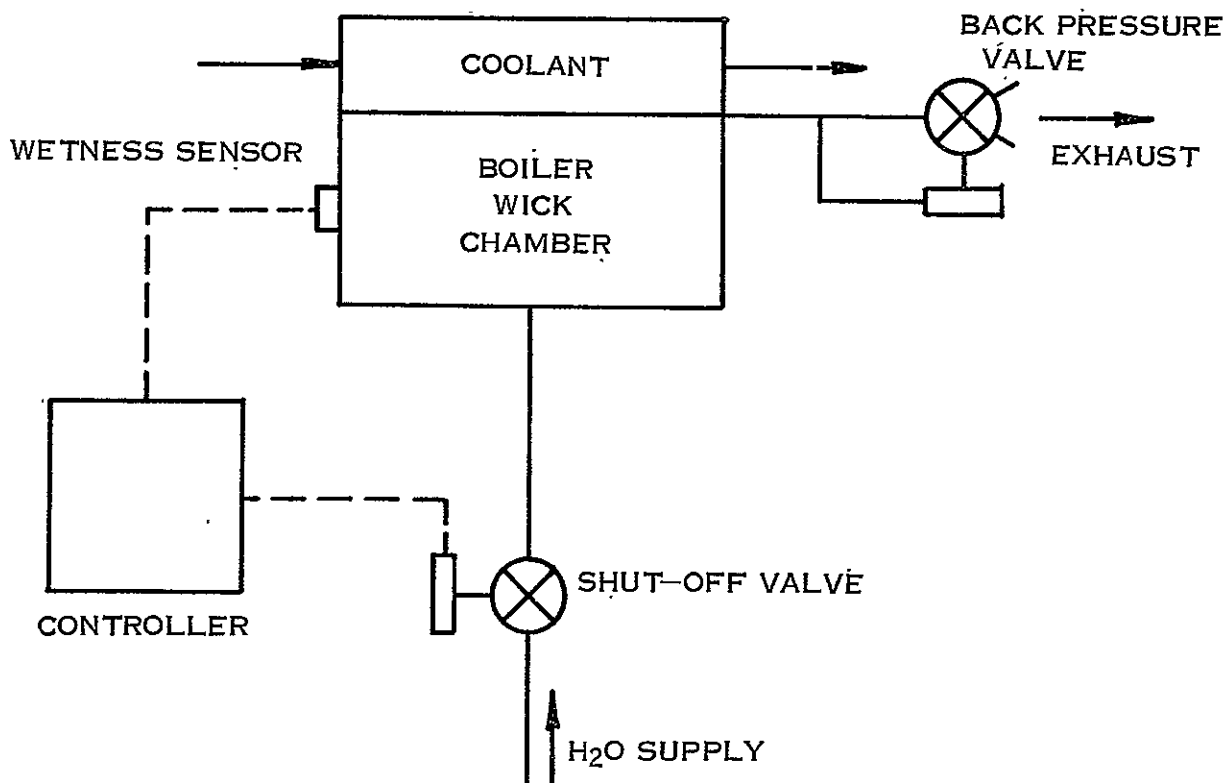 BACK PRESSURE
VALVE
COOLANT
EXHAUST
WETNESS SENSOR
BOILER
WICK
CHAMBER
SHUT-OFF VALVE
CONTROLLER
H₂O SUPPLY